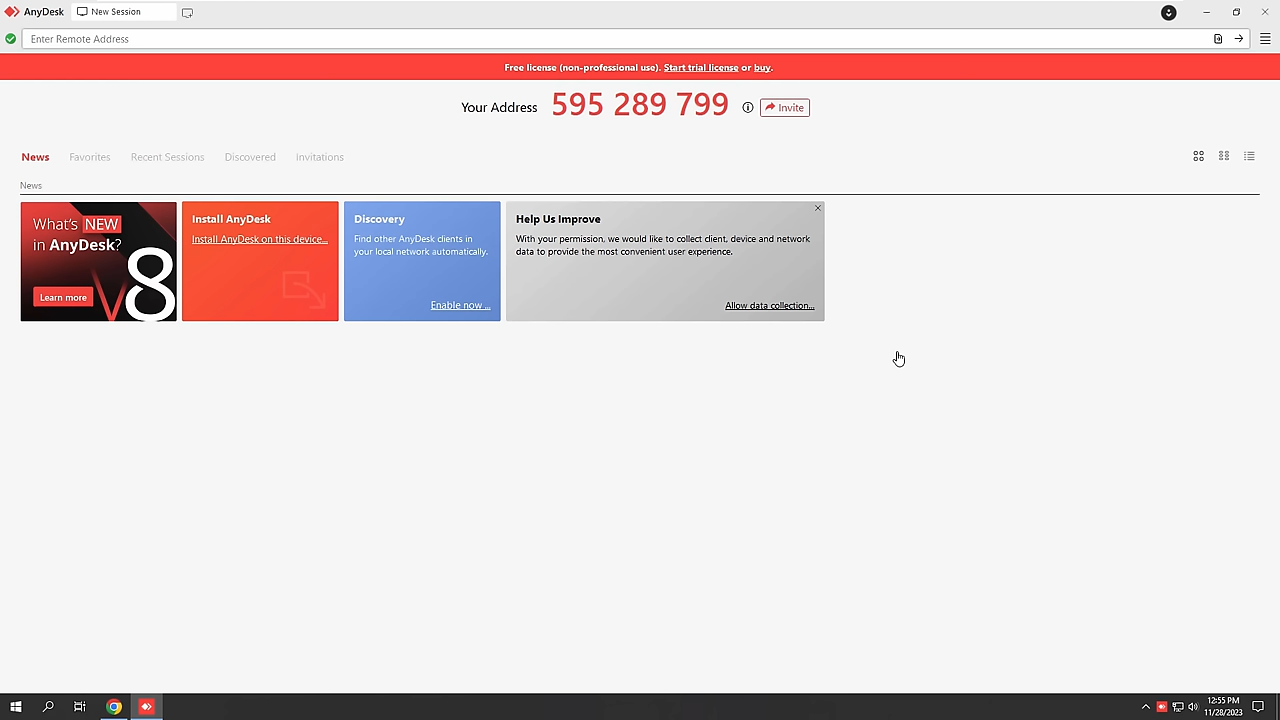 AnyDesk
New Session
Enter Remote Address
Free license (non-professional use). Start trial license or buy.
Your Address 595 289 799 Invite
News Favorites Recent Sessions Discovered Invitations
News
What's NEW
in AnyDesk?
v8
Learn more
Install AnyDesk
Install AnyDesk on this device...
Discovery
Find other AnyDesk clients in
your local network automatically.
Enable now ...
Help Us Improve
With your permission, we would like to collect client, device and network
data to provide the most convenient user experience.
Allow data collection...
12:55 PM
11/28/2023